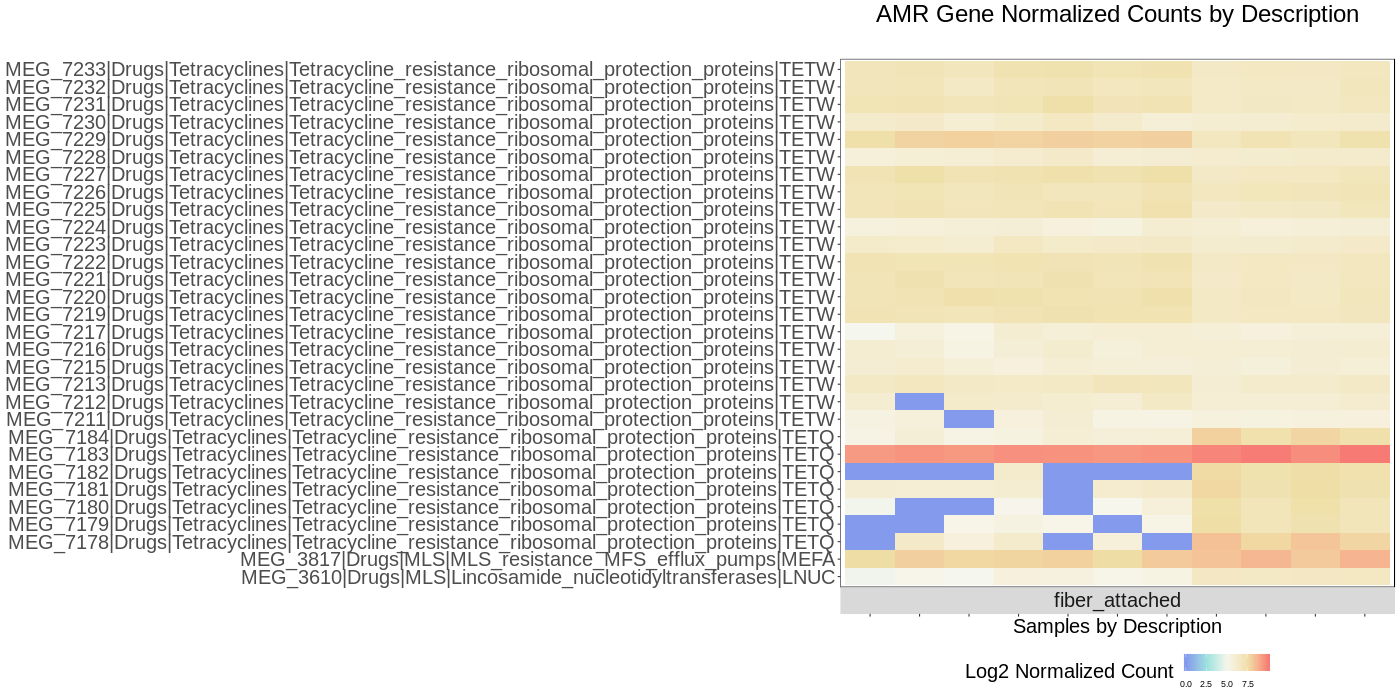 AMR Gene Normalized Counts by Description
MEG_7233|Drugs|Tetracyclines|Tetracycline_resistance_ribosomal_protection_proteins|TETW
MEG_7232|Drugs|Tetracyclines|Tetracycline_resistance_ribosomal_protection_proteins|TETW
MEG_7231|Drugs|Tetracyclines|Tetracycline_resistance_ribosomal_protection_proteins|TETW
MEG_7230|Drugs|Tetracyclines|Tetracycline_resistance_ribosomal_protection_proteins|TETW
MEG_7229|Drugs|Tetracyclines|Tetracycline_resistance_ribosomal_protection_proteins|TETW
MEG_7228|Drugs|Tetracyclines|Tetracycline_resistance_ribosomal_protection_proteins|TETW
MEG_7227|Drugs|Tetracyclines|Tetracycline_resistance_ribosomal_protection_proteins|TETW
MEG_7226|Drugs|Tetracyclines|Tetracycline_resistance_ribosomal_protection_proteins|TETW
MEG_7225|Drugs|Tetracyclines|Tetracycline_resistance_ribosomal_protection_proteins|TETW
MEG_7224|Drugs|Tetracyclines|Tetracycline_resistance_ribosomal_protection_proteins|TETW
MEG_7223|Drugs|Tetracyclines|Tetracycline_resistance_ribosomal_protection_proteins|TETW
MEG_7222|Drugs|Tetracyclines|Tetracycline_resistance_ribosomal_protection_proteins|TETW
MEG_7221|Drugs|Tetracyclines|Tetracycline_resistance_ribosomal_protection_proteins|TETW
MEG_7220|Drugs|Tetracyclines|Tetracycline_resistance_ribosomal_protection_proteins|TETW
MEG_7219|Drugs|Tetracyclines|Tetracycline_resistance_ribosomal_protection_proteins|TETW
MEG_7217|Drugs|Tetracyclines|Tetracycline_resistance_ribosomal_protection_proteins|TETW
MEG_7216|Drugs|Tetracyclines|Tetracycline_resistance_ribosomal_protection_proteins|TETW
MEG_7215|Drugs|Tetracyclines|Tetracycline_resistance_ribosomal_protection_proteins|TETW
MEG_7213|Drugs|Tetracyclines|Tetracycline_resistance_ribosomal_protection_proteins|TETW
MEG_7212|Drugs|Tetracyclines|Tetracycline_resistance_ribosomal_protection_proteins|TETW
MEG_7211|Drugs|Tetracyclines|Tetracycline_resistance_ribosomal_protection_proteins|TETW
MEG_7184|Drugs|Tetracyclines|Tetracycline_resistance_ribosomal_protection_proteins|TETQ
MEG_7183|Drugs|Tetracyclines|Tetracycline_resistance_ribosomal_protection_proteins|TETQ
MEG_7182|Drugs|Tetracyclines|Tetracycline_resistance_ribosomal_protection_proteins|TETQ
MEG_7181|Drugs|Tetracyclines|Tetracycline_resistance_ribosomal_protection_proteins|TETQ
MEG_7180|Drugs|Tetracyclines|Tetracycline_resistance_ribosomal_protection_proteins|TETQ
MEG_7179|Drugs|Tetracyclines|Tetracycline_resistance_ribosomal_protection_proteins|TETQ
MEG_7178|Drugs|Tetracyclines|Tetracycline_resistance_ribosomal_protection_proteins|TETQ
MEG_3817|Drugs|MLS|MLS_resistance_MFS_efflux_pumps|MEFA
MEG_3610|Drugs|MLS|Lincosamide_nucleotidyltransferases|LNUC
fiber_attached
Samples by Description
Log2 Normalized Count
0.0 2.5 5.0 7.5